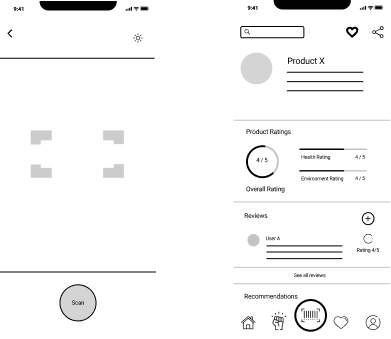 9:41
Scan
9:41
Product X
Product Ratings
4 / 5
Health Rating 4 / 5
Environment Rating 4 / 5
Overall Rating
Reviews
User A
Rating 4/5
See all reviews
Recommendations